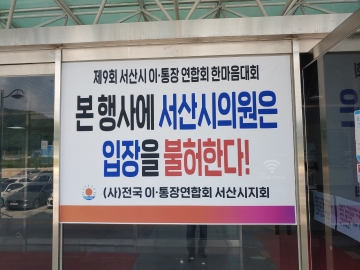 제9회 서산시 이·통장 연합회 한마음대회
본 행사에 서산시의원은
입장을 불허한다!
(사)전국 이·통장연합회 서산시지회